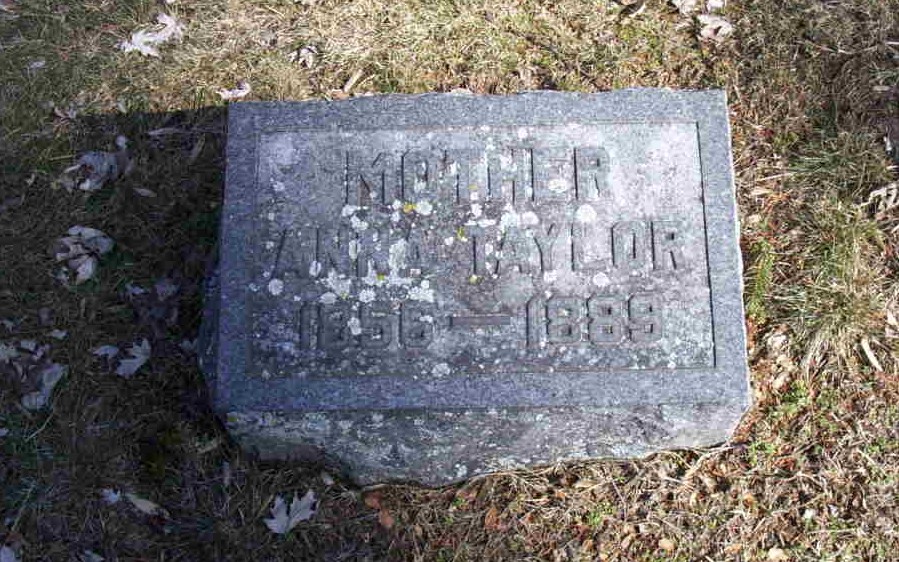 MOTHER
ANNA TAYLOR
1856 — 1889